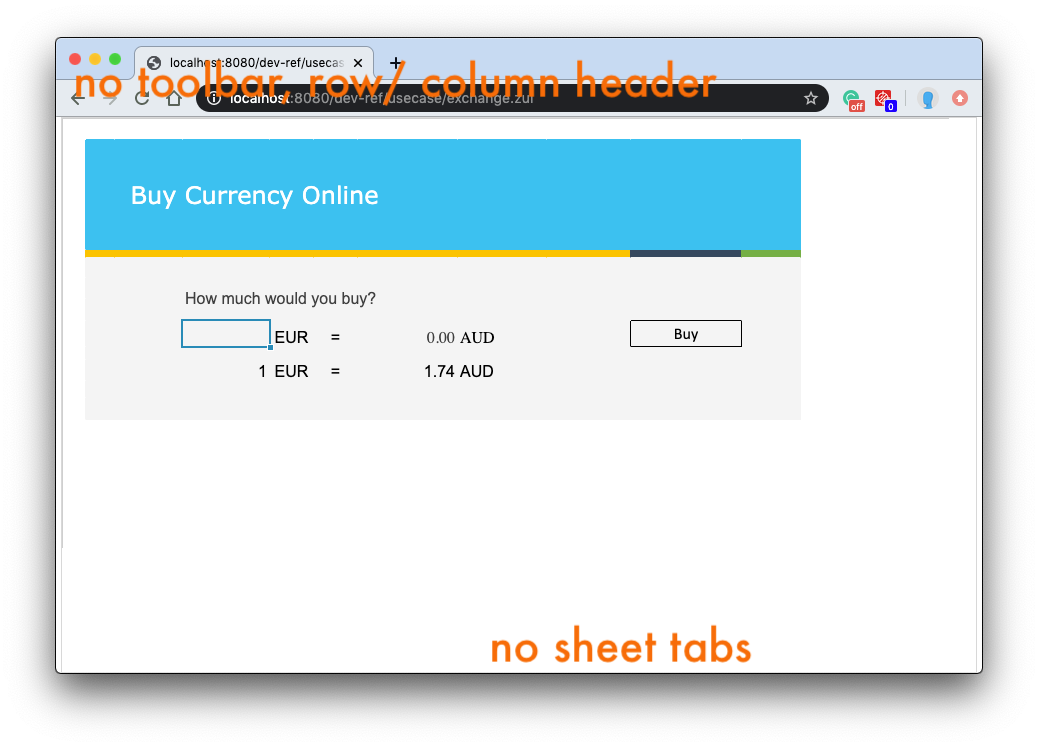 localhost:8080/dev-ref/usecas
no toolbar, row/ column header
localhost:8080/dev-ref/usecase/exchange.zul
off
0
Buy Currency Online
How much would you buy?
EUR = 0.00 AUD Buy
1 EUR = 1.74 AUD
no sheet tabs